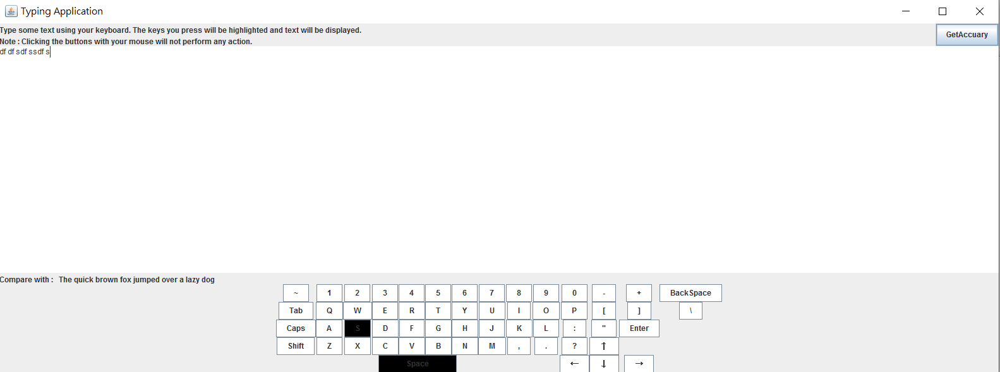 Typing Application
Type some text using your keyboard. The keys you press will be highlighted and text will be displayed.
GetAccuary
Note : Clicking the buttons with your mouse will not perform any action.
df df sdf ssdf s
Compare with : The quick brown fox jumped over a lazy dog
~ 1 2 3 4 5 6 7 8 9 0 - + BackSpace
Tab Q W E R T Y U I O P [ ] \
Caps A S D F G H J K L : " Enter
Shift Z X C V B N M , . ? ↑
Space ← ↓ →